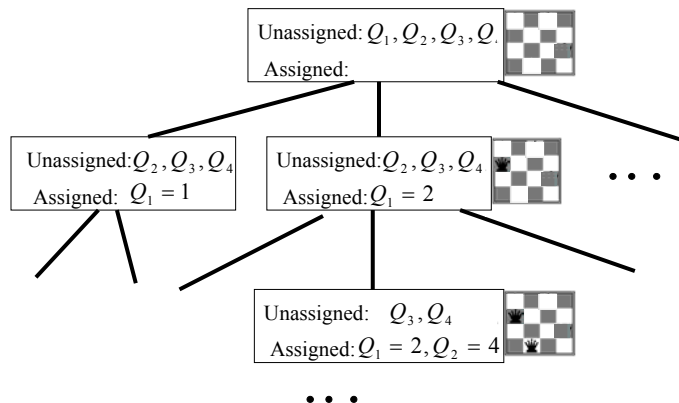 Unassigned: Q₁, Q₂, Q₃, Q
Assigned:
Unassigned: Q₂, Q₃, Q₄
Assigned: Q₁ = 1
Unassigned: Q₂, Q₃, Q₄
Assigned: Q₁ = 2
• • •
Unassigned: Q₃, Q₄
Assigned: Q₁ = 2, Q₂ = 4
• • •